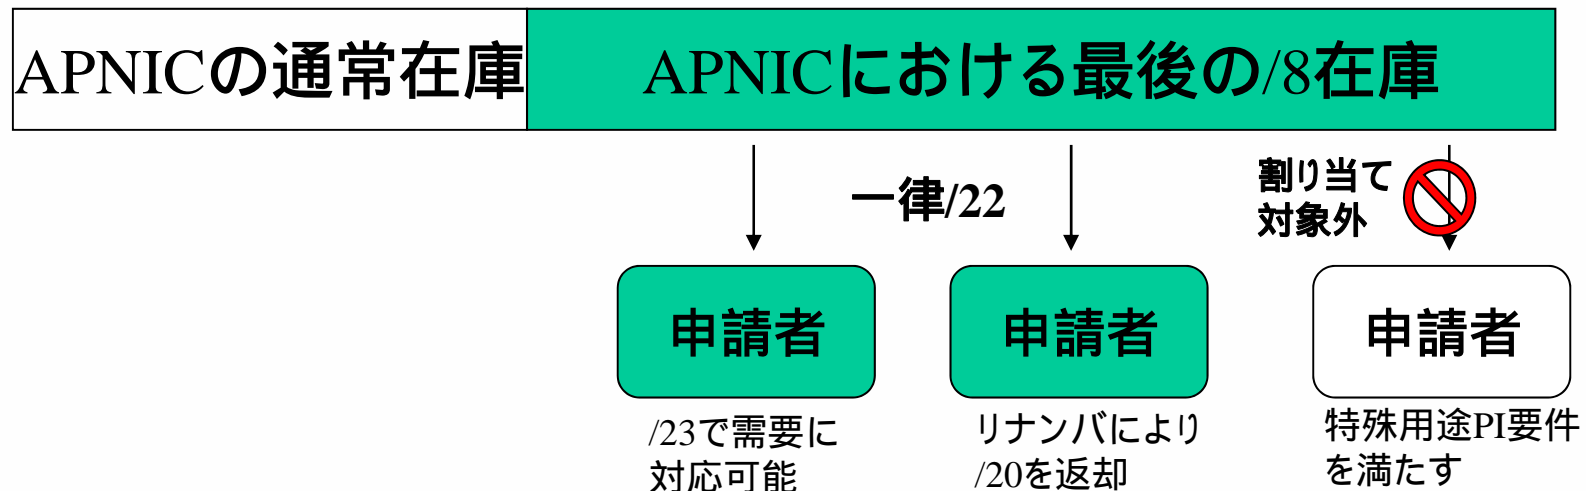 APNICの通常在庫
APNICにおける最後の/8在庫
一律/22
割り当て
対象外
申請者
申請者
申請者
/23で需要に
対応可能
リナンバにより
/20を返却
特殊用途PI要件
を満たす